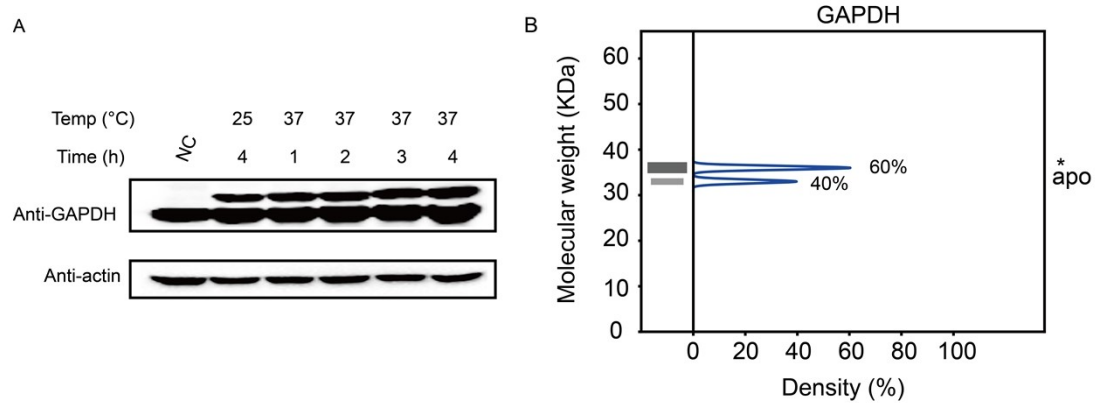 A
Temp (°C) 25 37 37 37 37
NC
Time (h) 4 1 2 3 4
Anti-GAPDH
Anti-actin
B
GAPDH
Molecular weight (KDa)
60
50
40
30
20
10
0
60%
40%
*
apo
0 20 40 60 80 100
Density (%)